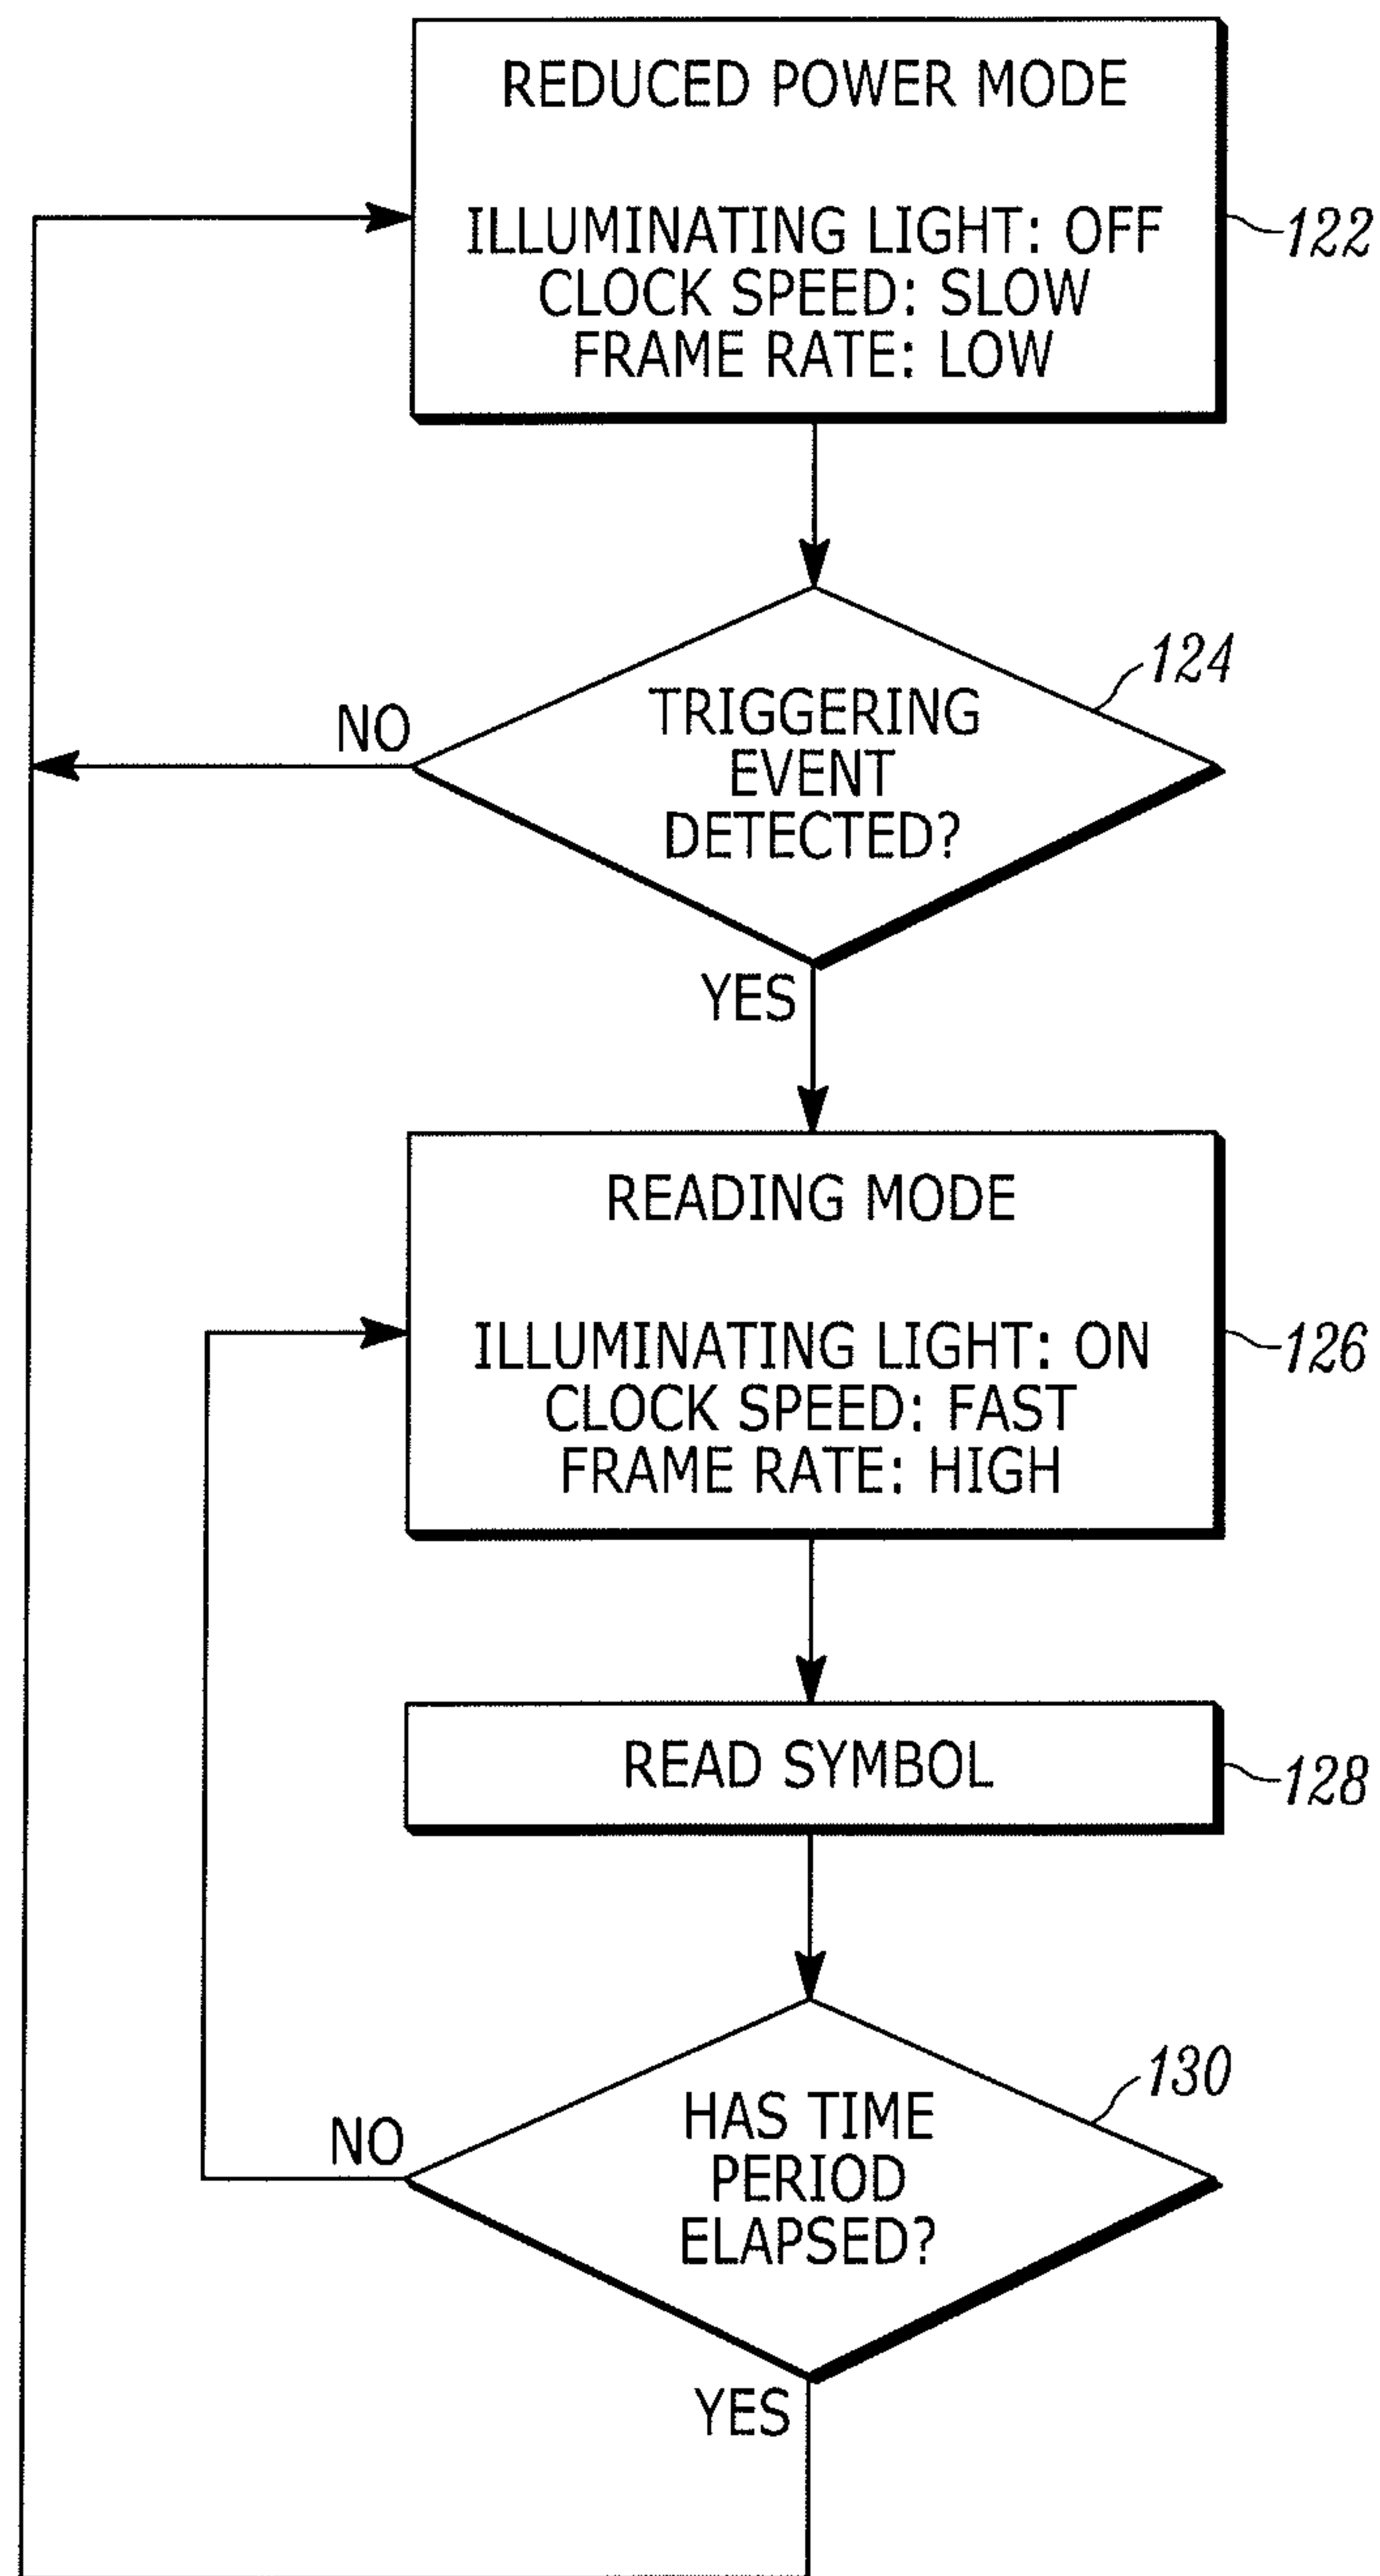 REDUCED POWER MODE
ILLUMINATING LIGHT: OFF
CLOCK SPEED: SLOW
FRAME RATE: LOW
122
124
NO
TRIGGERING
EVENT
DETECTED?
YES
READING MODE
ILLUMINATING LIGHT: ON
CLOCK SPEED: FAST
FRAME RATE: HIGH
126
READ SYMBOL
128
130
NO
HAS TIME
PERIOD
ELAPSED?
YES